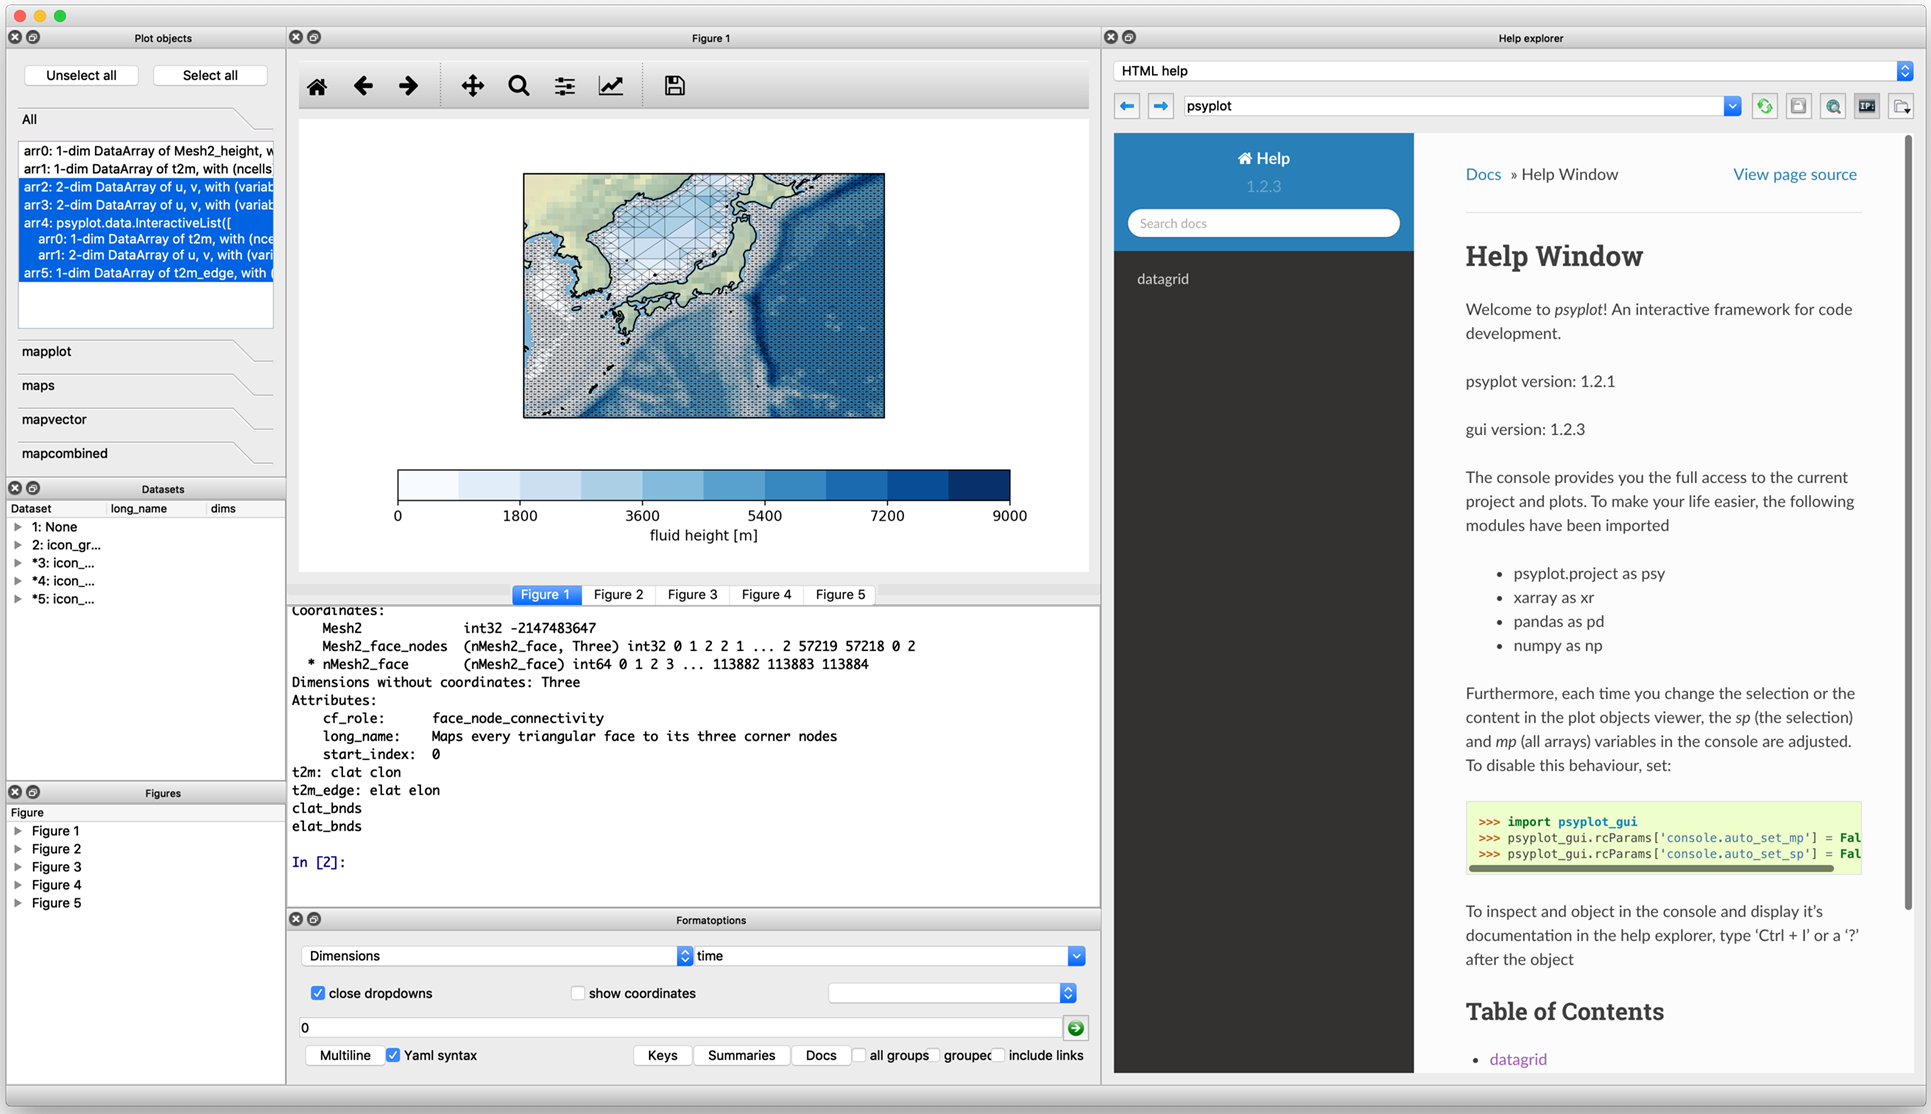 Plot objects
Unselect all
Select all
All
arr0: 1-dim DataArray of Mesh2_height, w
arr1: 1-dim DataArray of t2m, with (ncells
arr2: 2-dim DataArray of u, v, with (variab
arr3: 2-dim DataArray of u, v, with (variab
arr4: psyplot.data.InteractiveList([
arr0: 1-dim DataArray of t2m, with (nce
arr1: 2-dim DataArray of u, v, with (vari
arr5: 1-dim DataArray of t2m_edge, with (
mapplot
maps
mapvector
mapcombined
Datasets
Dataset long_name dims
1: None
2: icon_gr...
*3: icon_...
*4: icon_...
*5: icon_...
Figures
Figure
Figure 1
Figure 2
Figure 3
Figure 4
Figure 5
Figure 1
0 1800 3600 5400 7200 9000
fluid height [m]
Figure 1 Figure 2 Figure 3 Figure 4 Figure 5
Coordinates:
Mesh2 int32 -2147483647
Mesh2_face_nodes (nMesh2_face, Three) int32 0 1 2 2 1 ... 2 57219 57218 0 2
* nMesh2_face (nMesh2_face) int64 0 1 2 3 ... 113882 113883 113884
Dimensions without coordinates: Three
Attributes:
cf_role: face_node_connectivity
long_name: Maps every triangular face to its three corner nodes
start_index: 0
t2m: clat clon
t2m_edge: elat elon
clat_bnds
elat_bnds
In [2]:
Formatoptions
Dimensions
time
close dropdowns
show coordinates
0
Multiline
Yaml syntax
Keys
Summaries
Docs
all groups
grouped
include links
Help explorer
HTML help
psyplot
IP:
Help
1.2.3
Search docs
datagrid
Docs » Help Window
View page source
Help Window
Welcome to psyplot! An interactive framework for code
development.
psyplot version: 1.2.1
gui version: 1.2.3
The console provides you the full access to the current
project and plots. To make your life easier, the following
modules have been imported
• psyplot.project as psy
• xarray as xr
• pandas as pd
• numpy as np
Furthermore, each time you change the selection or the
content in the plot objects viewer, the sp (the selection)
and mp (all arrays) variables in the console are adjusted.
To disable this behaviour, set:
>>> import psyplot_gui
>>> psyplot_gui.rcParams['console.auto_set_mp'] = Fal
>>> psyplot_gui.rcParams['console.auto_set_sp'] = Fal
To inspect and object in the console and display it’s
documentation in the help explorer, type ‘Ctrl + I’ or a ‘?’
after the object
Table of Contents
• datagrid